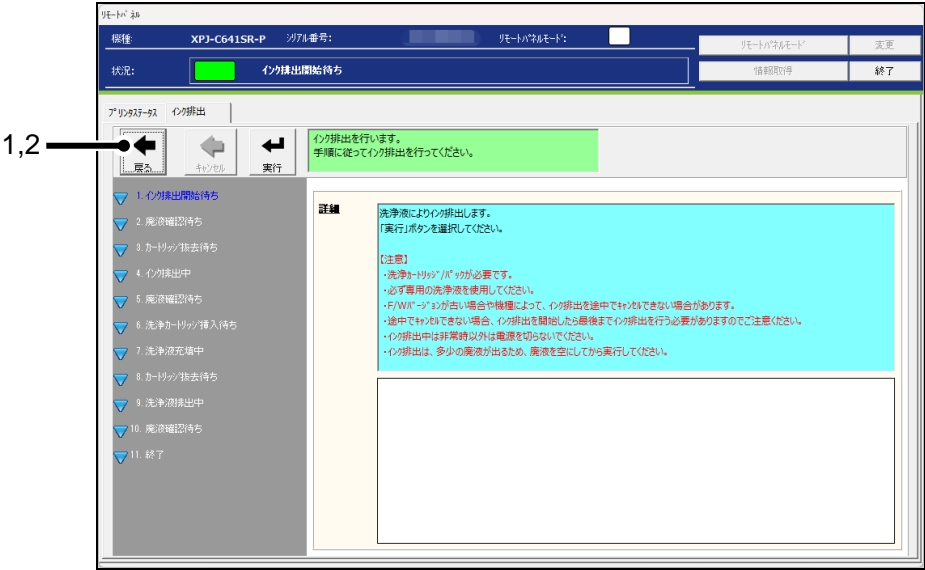 ﾘﾓｰﾄﾊﾟﾈﾙ
機種:
XPJ-C641SR-P
ｼﾘｱﾙ番号:
ﾘﾓｰﾄﾊﾟﾈﾙﾓｰﾄﾞ:
ﾘﾓｰﾄﾊﾟﾈﾙﾓｰﾄﾞ
変更
状況:
ｲﾝｸ排出開始待ち
情報取得
終了
ﾌﾟﾘﾝﾀｽﾃｰﾀｽ
ｲﾝｸ排出
1,2
戻る
ｷｬﾝｾﾙ
実行
ｲﾝｸ排出を行います。
手順に従ってｲﾝｸ排出を行ってください。
1. ｲﾝｸ排出開始待ち
2. 廃液確認待ち
3. ｶｰﾄﾘｯｼﾞ抜去待ち
4. ｲﾝｸ排出中
5. 廃液確認待ち
6. 洗浄ｶｰﾄﾘｯｼﾞ挿入待ち
7. 洗浄液充填中
8. ｶｰﾄﾘｯｼﾞ抜去待ち
9. 洗浄液排出中
10. 廃液確認待ち
11. 終了
詳細
洗浄液によりｲﾝｸ排出します。
｢実行｣ﾎﾞﾀﾝを選択してください。
【注意】
・洗浄ｶｰﾄﾘｯｼﾞ/ﾊﾟｯｸが必要です。
・必ず専用の洗浄液を使用してください。
・F/Wﾊﾞｰｼﾞｮﾝが古い場合や機種によって、ｲﾝｸ排出を途中でｷｬﾝｾﾙできない場合があります。
・途中でｷｬﾝｾﾙできない場合、ｲﾝｸ排出を開始したら最後までｲﾝｸ排出を行う必要がありますのでご注意ください。
・ｲﾝｸ排出中は非常時以外は電源を切らないでください。
・ｲﾝｸ排出は、多少の廃液が出るため、廃液を空にしてから実行してください。